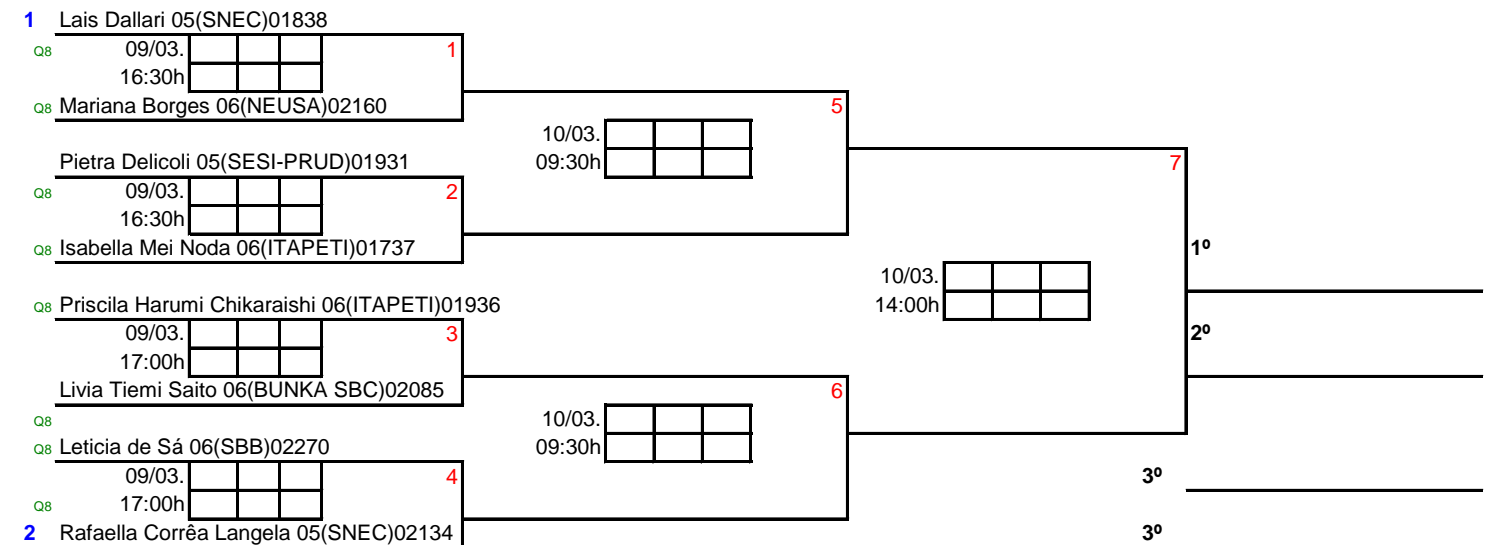 1 Lais Dallari 05(SNEC)01838
Q8 09/03. 1
16:30h
Q8 Mariana Borges 06(NEUSA)02160 5
10/03.
Pietra Delicoli 05(SESI-PRUD)01931 09:30h 7
Q8 09/03. 2
16:30h
Q8 Isabella Mei Noda 06(ITAPETI)01737 1º
10/03.
Q8 Priscila Harumi Chikaraishi 06(ITAPETI)01936 14:00h
09/03. 3 2º
17:00h
Livia Tiemi Saito 06(BUNKA SBC)02085 6
Q8 10/03.
Q8 Leticia de Sá 06(SBB)02270 09:30h
09/03. 4 3º
Q8 17:00h
2 Rafaella Corrêa Langela 05(SNEC)02134 3º